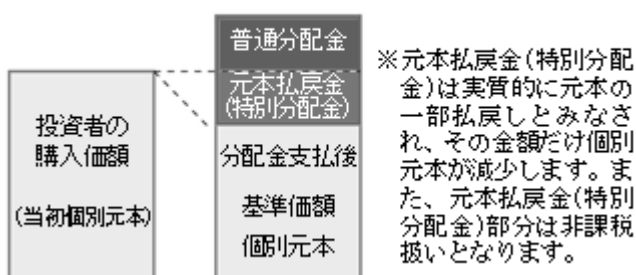 投資者の
購入価額
(当初個別元本)
普通分配金
元本払戻金
(特別分配金)
分配金支払後
基準価額
個別元本
※元本払戻金(特別分配
金)は実質的に元本の
一部払戻しとみなさ
れ、その金額だけ個別
元本が減少します。ま
た、元本払戻金(特別
分配金)部分は非課税
扱いとなります。